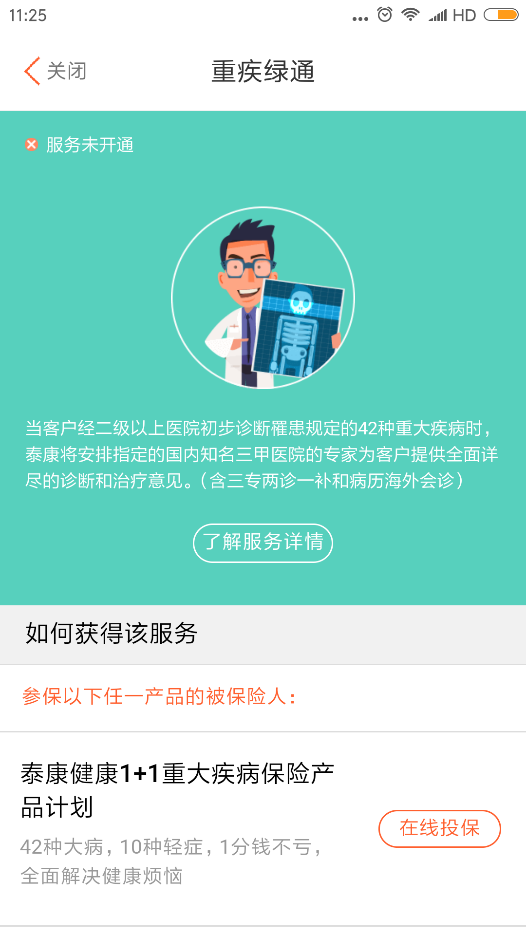 11:25
HD
关闭
重疾绿通
服务未开通
当客户经二级以上医院初步诊断罹患规定的42种重大疾病时，
泰康将安排指定的国内知名三甲医院的专家为客户提供全面详
尽的诊断和治疗意见。（含三专两诊一补和病历海外会诊）
了解服务详情
如何获得该服务
参保以下任一产品的被保险人：
泰康健康1+1重大疾病保险产
品计划
在线投保
42种大病，10种轻症，1分钱不亏，
全面解决健康烦恼